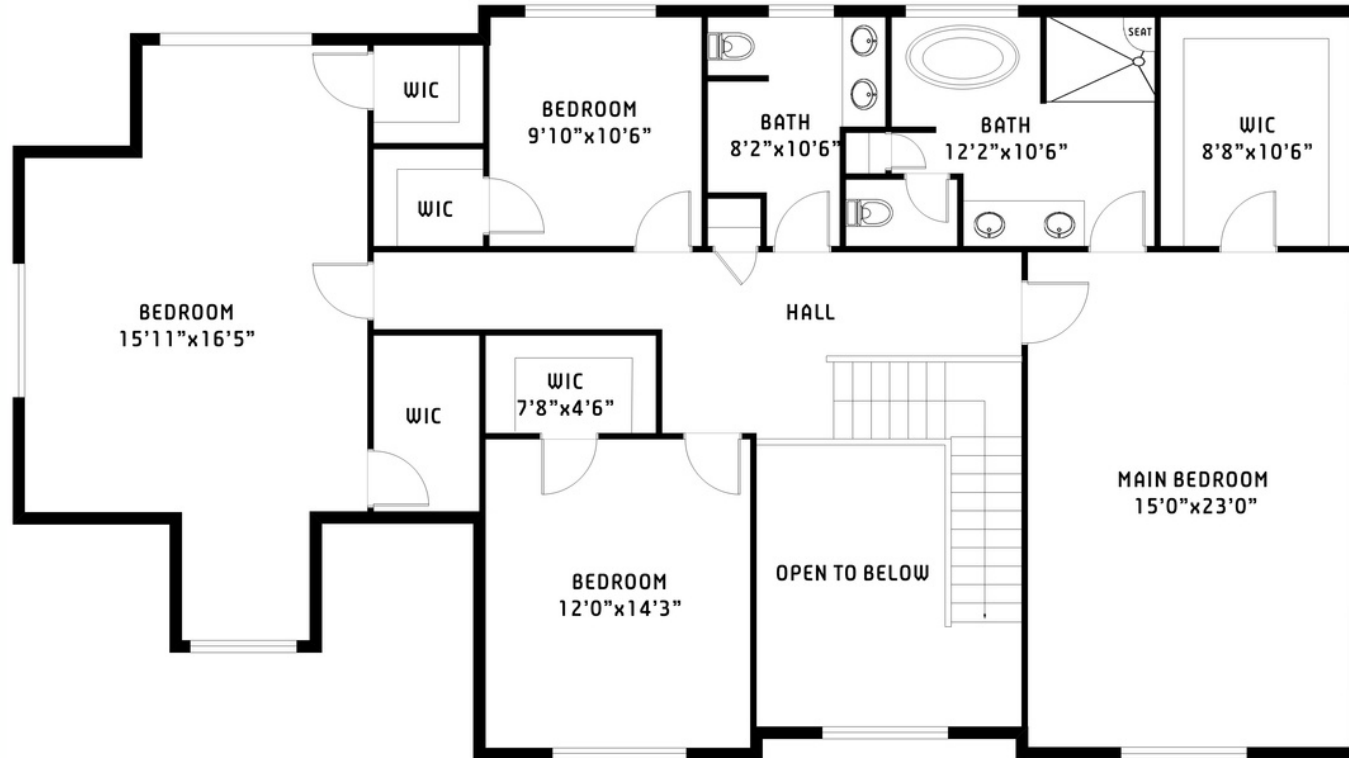 SEAT
WIC
BEDROOM
9’10”x10’6”
BATH
8’2”x10’6”
BATH
12’2”x10’6”
WIC
8’8”x10’6”
WIC
BEDROOM
15’11”x16’5”
HALL
WIC
7’8”x4’6”
WIC
MAIN BEDROOM
15’0”x23’0”
BEDROOM
12’0”x14’3”
OPEN TO BELOW